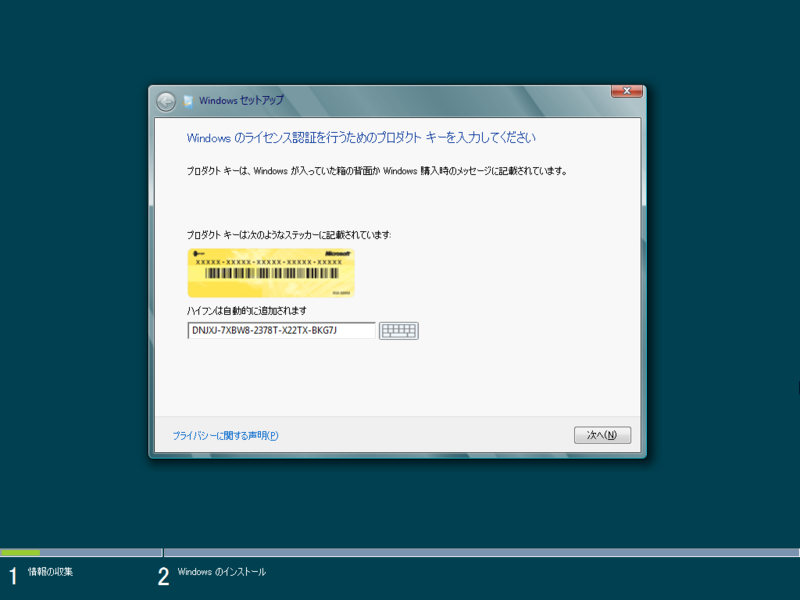 Windows セットアップ
Windows のライセンス認証を行うためのプロダクト キーを入力してください
プロダクト キーは、Windows が入っていた箱の背面か Windows 購入時のメッセージに記載されています。
プロダクト キーは次のようなステッカーに記載されています:
Microsoft
XXXXX-XXXXX-XXXXX-XXXXX-XXXXX
ハイフンは自動的に追加されます
DNJXJ-7XBW8-2378T-X22TX-BKG7J
プライバシーに関する声明(P)
次へ(N)
1 情報の収集
2 Windows のインストール